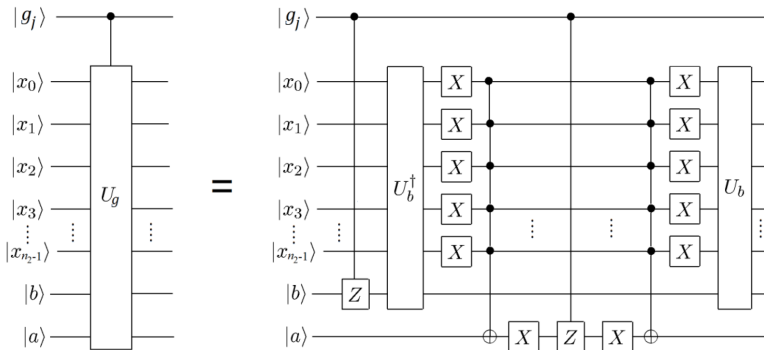 |g_j⟩ |g_j⟩
|x_0⟩ |x_0⟩ X X
|x_1⟩ |x_1⟩ X X
|x_2⟩ |x_2⟩ X X
U_g = U_b^† U_b
|x_3⟩ |x_3⟩ X X
|x_{n_2-1}⟩ |x_{n_2-1}⟩ X X
|b⟩ |b⟩ Z
|a⟩ |a⟩ X Z X